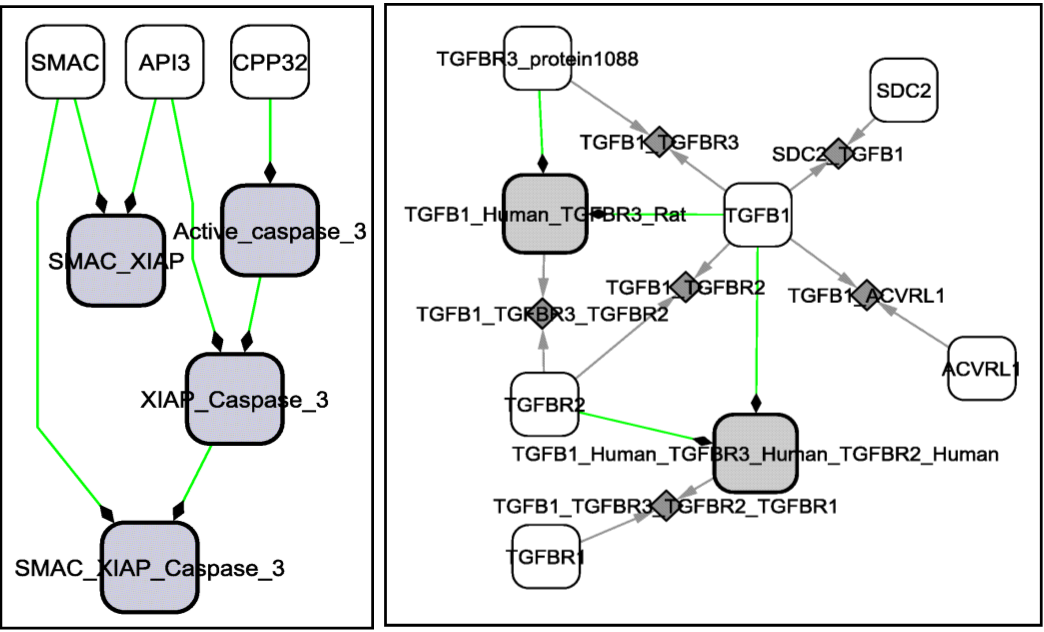 SMAC
API3
CPP32
Active_caspase_3
SMAC_XIAP
XIAP_Caspase_3
SMAC_XIAP_Caspase_3
TGFBR3_protein1088
SDC2
TGFB1_TGFBR3
SDC2_TGFB1
TGFB1_Human_TGFBR3_Rat
TGFB1
TGFB1_TGFBR2
TGFB1_ACVRL1
TGFB1_TGFBR3_TGFBR2
ACVRL1
TGFBR2
TGFB1_Human_TGFBR3_Human_TGFBR2_Human
TGFB1_TGFBR3_TGFBR2_TGFBR1
TGFBR1